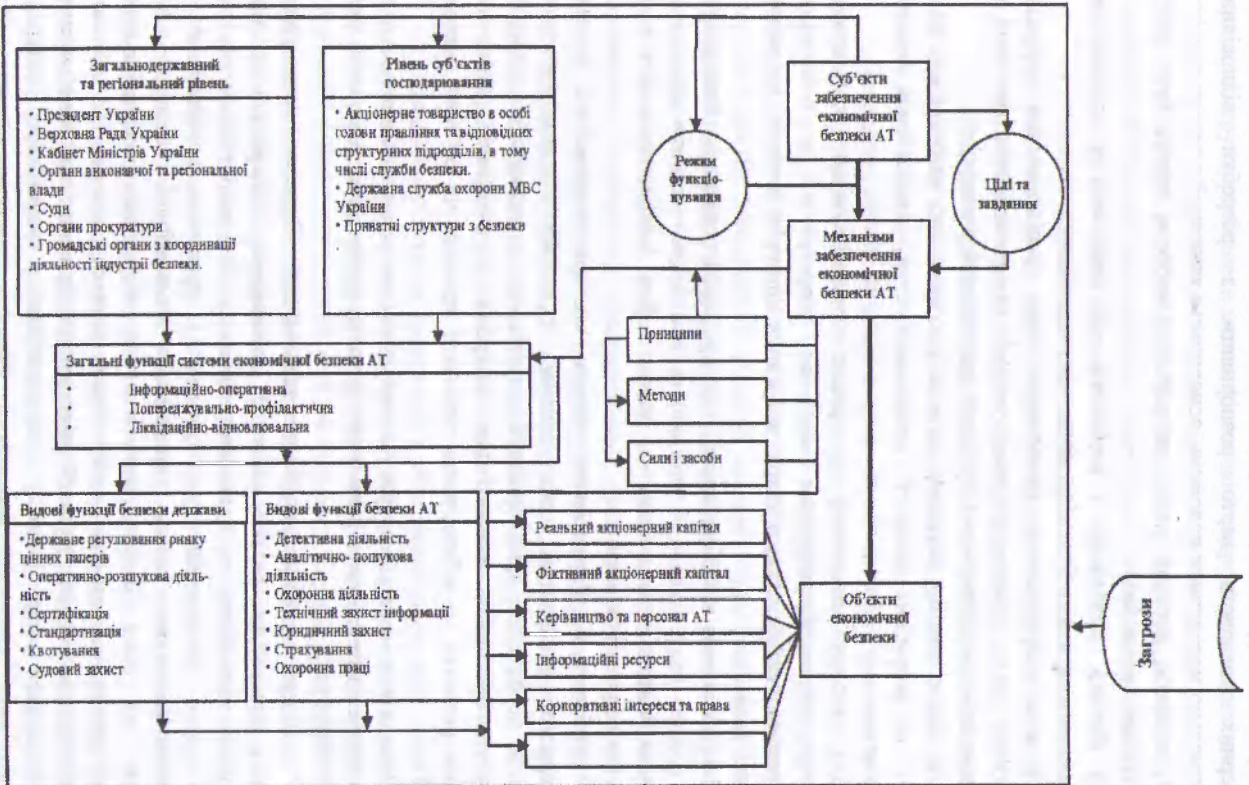 Загальнодержавний
та регіональний рівень
• Президент України
• Верховна Рада України
• Кабінет Міністрів України
• Органи виконавчої та регіональної
влади
• Суди
• Органи прокуратури
• Громадські органи з координації
діяльності індустрії безпеки.
Рівень суб’єктів
господарювання
• Акціонерне товариство в особі
голови правління та відповідних
структурних підрозділів, в тому
числі служби безпеки.
• Державна служба охорони МВС
України
• Приватні структури з безпеки
Режим
функціо-
нування
Суб’єкти
забезпечення
економічної
безпеки АТ
Цілі та
завдання
Механізми
забезпечення
економічної
безпеки АТ
Принципи
Методи
Сили і засоби
Загальні функції системи економічної безпеки АТ
• Інформаційно-оперативна
• Попереджувально-профілактична
• Ліквідаційно-відновлювальна
Видові функції безпеки держави
•Державне регулювання ринку
цінних паперів
• Оперативно-розшукова діяль-
ність
• Сертифікація
• Стандартизація
• Квотування
• Судовий захист
Видові функції безпеки АТ
• Детективна діяльність
• Аналітично- пошукова
діяльність
• Охоронна діяльність
• Технічний захист інформації
• Юридичний захист
• Страхування
• Охоронна праці
Реальний акціонерний капітал
Фіктивний акціонерний капітал
Керівництво та персонал АТ
Інформаційні ресурси
Корпоративні інтереси та права
Об’єкти
економічної
безпеки
Загрози